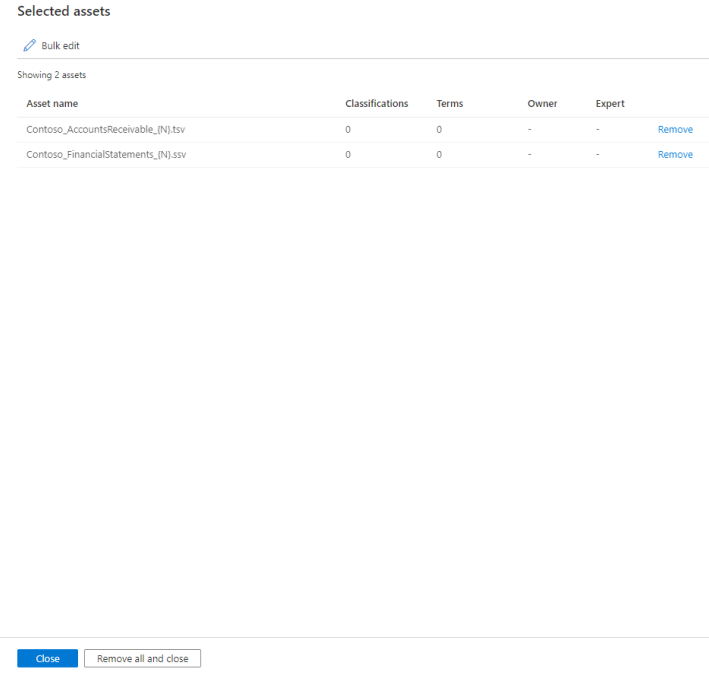 Selected assets
Bulk edit
Showing 2 assets
Asset name Classifications Terms Owner Expert
Contoso_AccountsReceivable_{N}.tsv 0 0 - - Remove
Contoso_FinancialStatements_{N}.ssv 0 0 - - Remove
Close Remove all and close